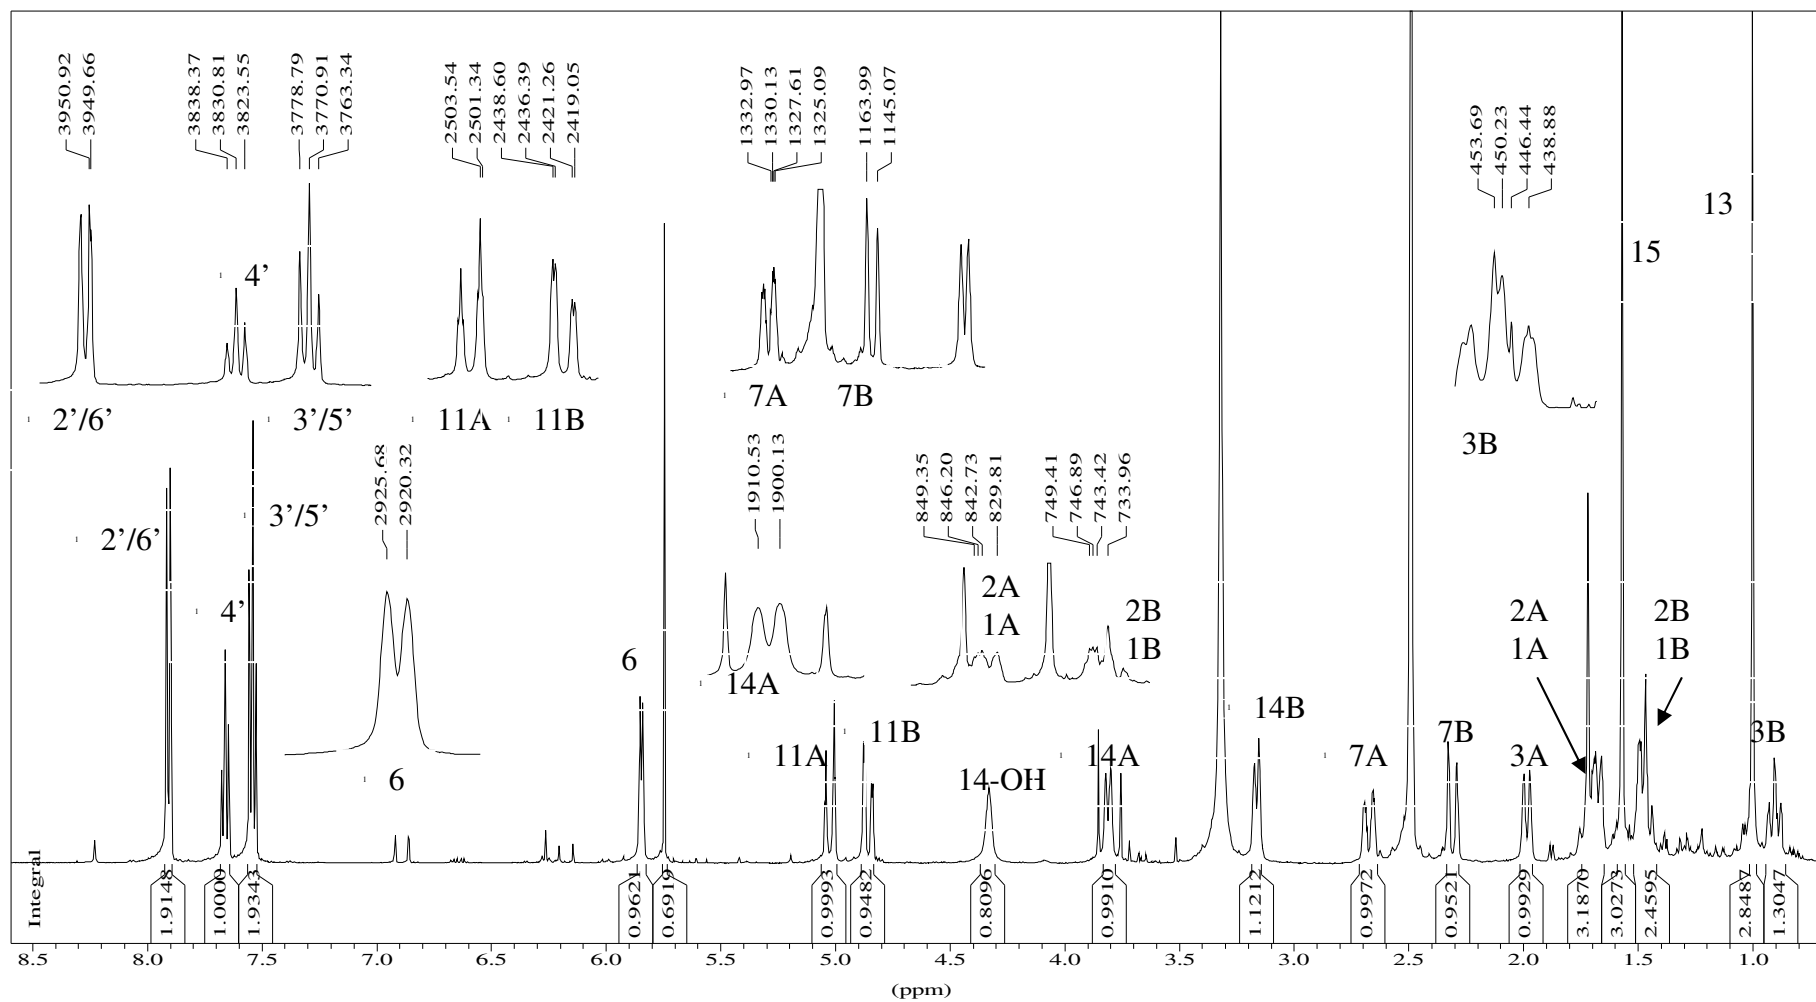 3950.92
3949.66
3838.37
3830.81
3823.55
3778.79
3770.91
3763.34
2503.54
2501.34
2438.60
2436.39
2421.26
2419.05
1332.97
1330.13
1327.61
1325.09
1163.99
1145.07
453.69
450.23
446.44
438.88
13
15
4’
2’/6’
3’/5’
11A
11B
7A
7B
3B
2925.68
2920.32
1910.53
1900.13
849.35
846.20
842.73
829.81
749.41
746.89
743.42
733.96
2’/6’
3’/5’
4’
6
6
14A
2A
1A
2B
1B
2A
1A
2B
1B
11A
11B
14-OH
14A
14B
7A
7B
3A
3B
Integral
1.9148
1.0000
1.9343
0.9621
0.6919
0.9993
0.9482
0.8096
0.9910
1.1212
0.9972
0.9521
0.9929
3.1870
3.0273
2.4595
2.8487
1.3047
8.5 8.0 7.5 7.0 6.5 6.0 5.5 5.0 4.5 4.0 3.5 3.0 2.5 2.0 1.5 1.0
(ppm)